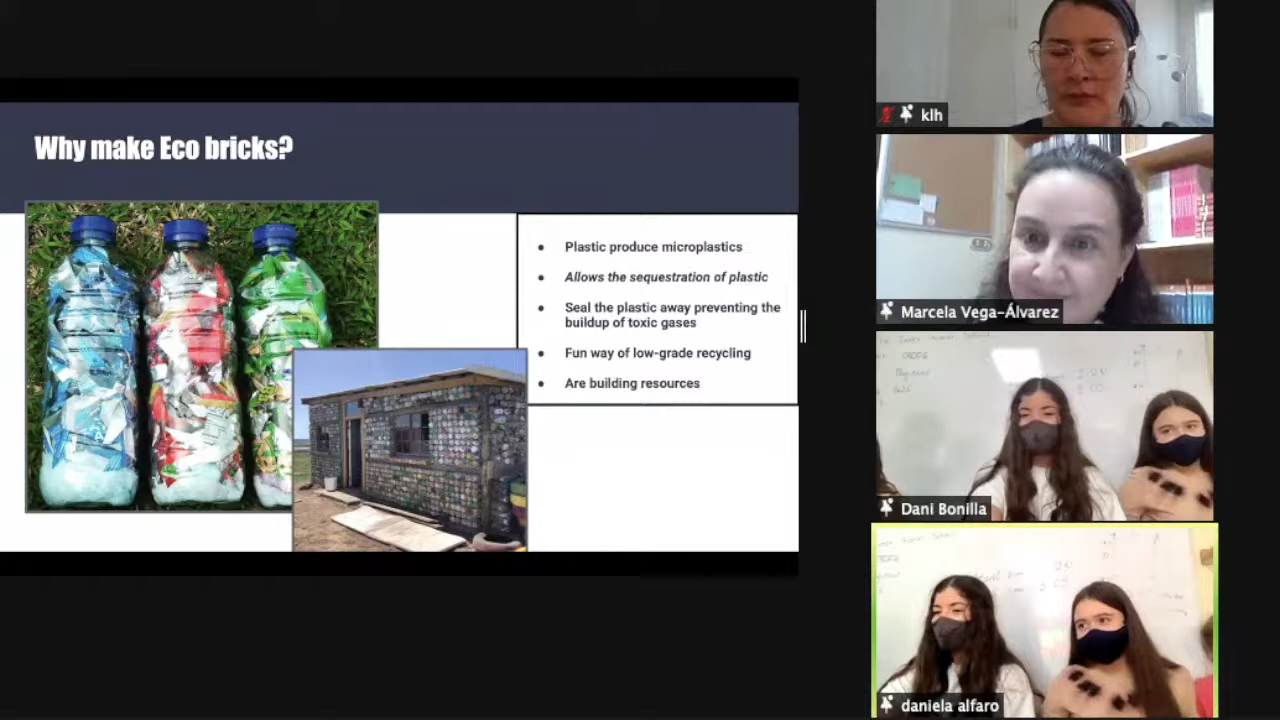 Why make Eco bricks?
Plastic produce microplastics
Allows the sequestration of plastic
Seal the plastic away preventing the
buildup of toxic gases
Fun way of low-grade recycling
Are building resources
klh
Marcela Vega-Álvarez
Dani Bonilla
daniela alfaro